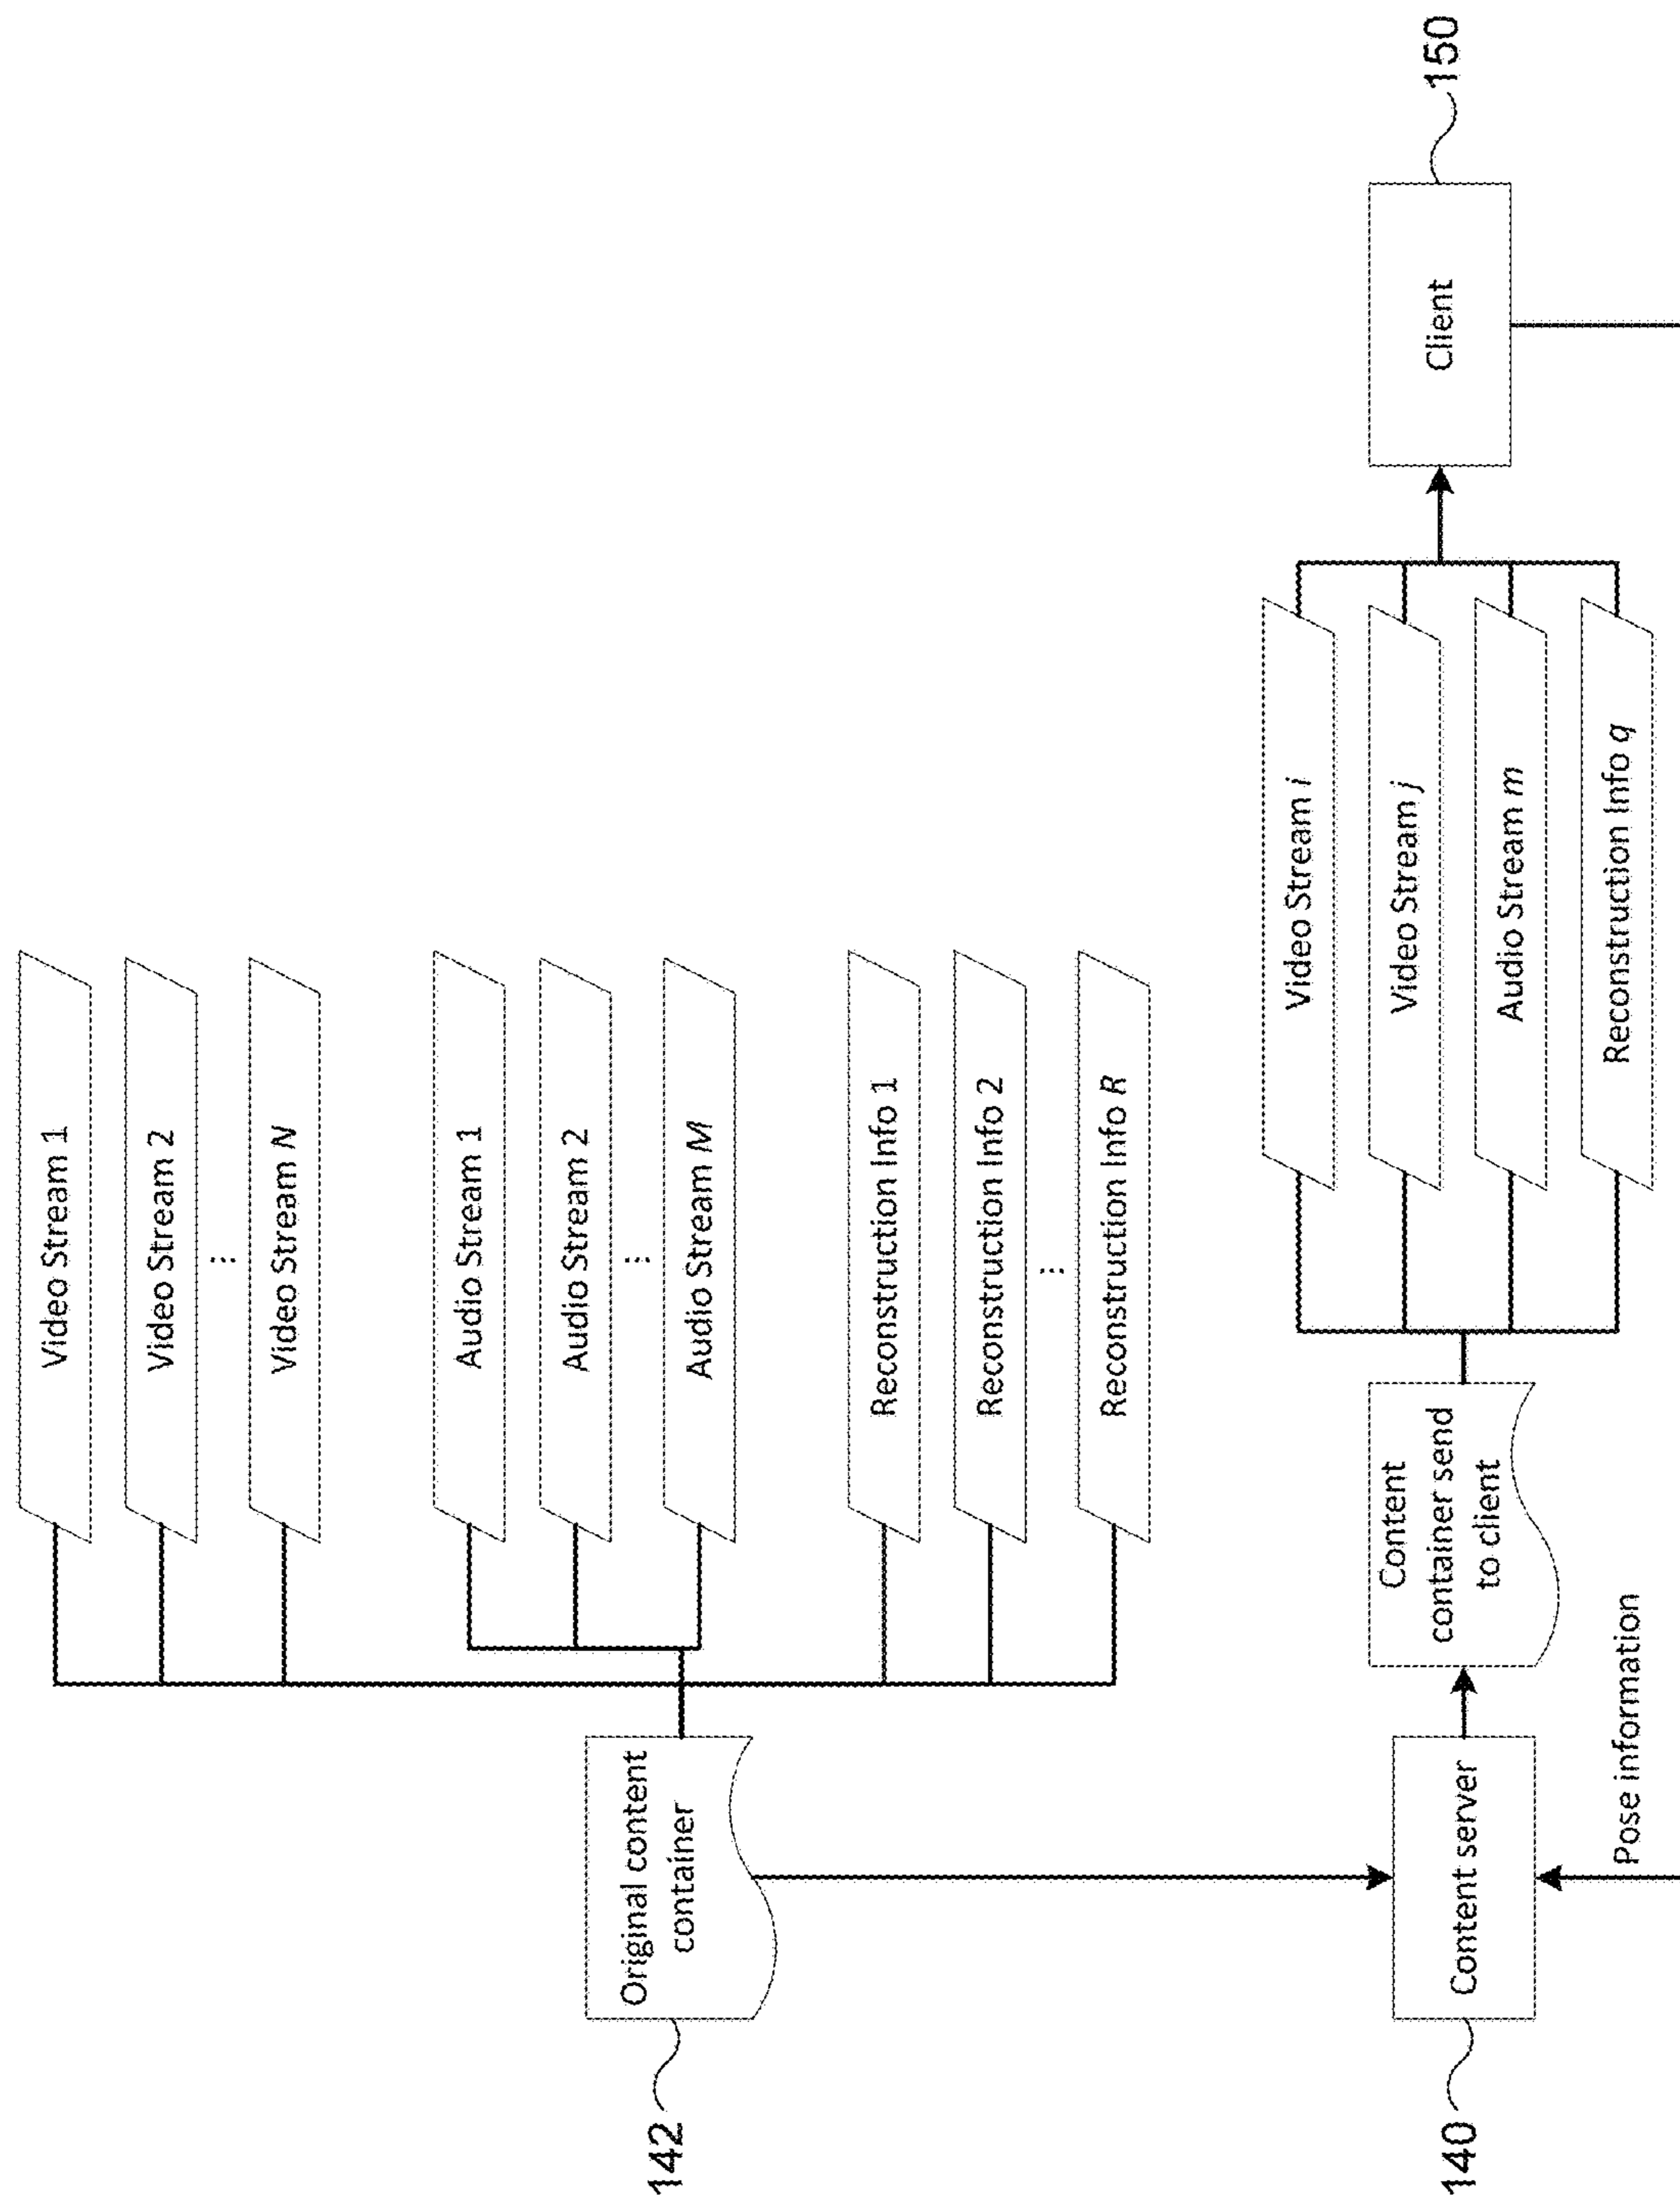 Video Stream 1
Video Stream 2
...
Video Stream N
Audio Stream 1
Audio Stream 2
...
Audio Stream M
142
Original content
container
Reconstruction Info 1
Reconstruction Info 2
...
Reconstruction Info R
Video Stream i
Video Stream j
Audio Stream m
Reconstruction Info q
140
Content server
Content
container send
to client
Client
150
Pose information